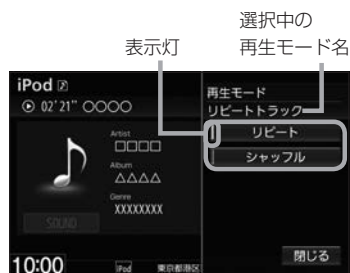 選択中の
表示灯 再生モード名
iPod
02'21" ○○○○
Artist
□□□□
Album
△△△△
Genre
XXXXXXXX
SOUND
10:00 iPod 東京都港区
再生モード
リピートトラック
リピート
シャッフル
閉じる